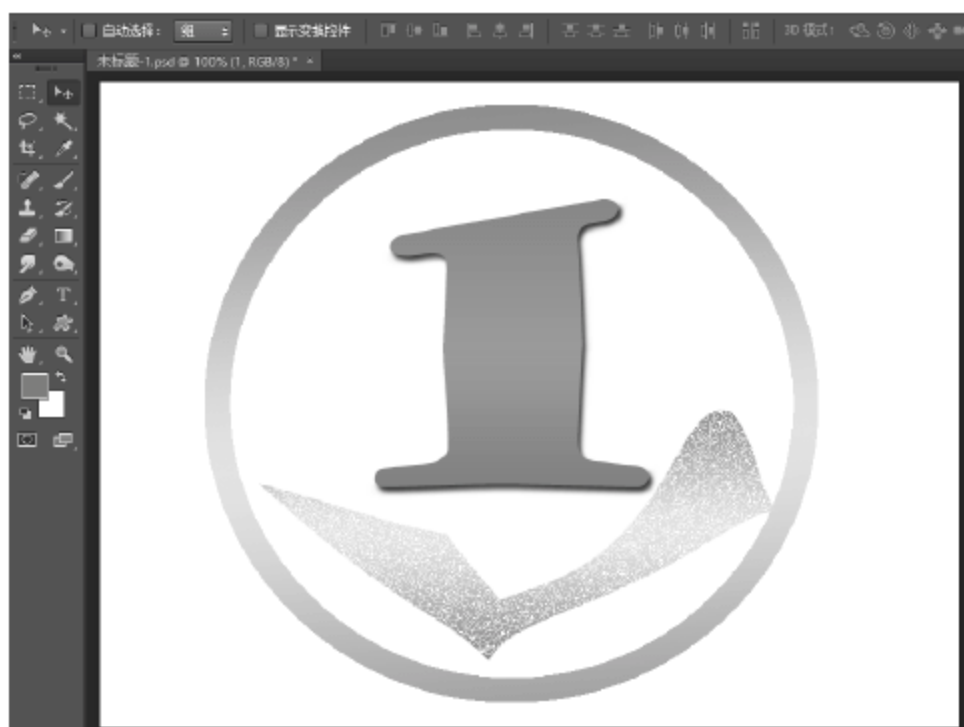 自动选择： 组 显示变换控件 3D 模式：
未标题-1.psd @ 100% (1, RGB/8) * ×
1